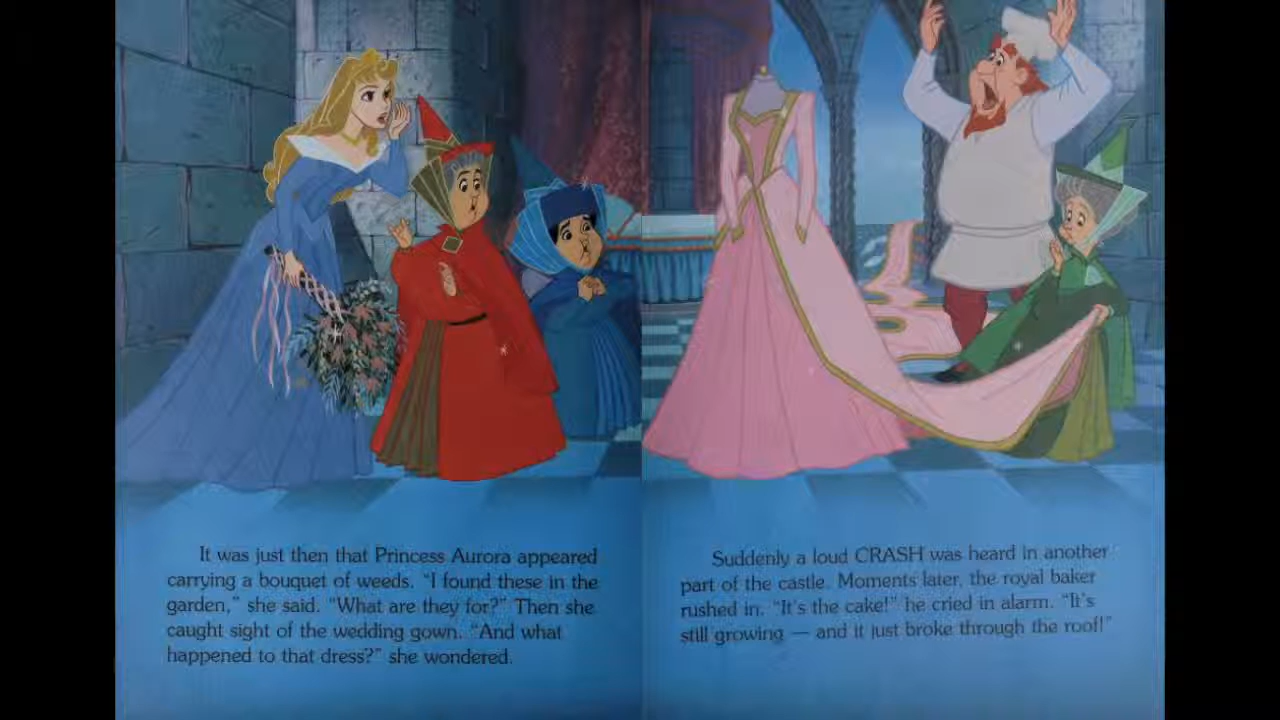 It was just then that Princess Aurora appeared
carrying a bouquet of weeds. "I found these in the
garden," she said. "What are they for?" Then she
caught sight of the wedding gown. "And what
happened to that dress?" she wondered.
Suddenly a loud CRASH was heard in another
part of the castle. Moments later, the royal baker
rushed in. "It's the cake!" he cried in alarm. "It's
still growing — and it just broke through the roof!"